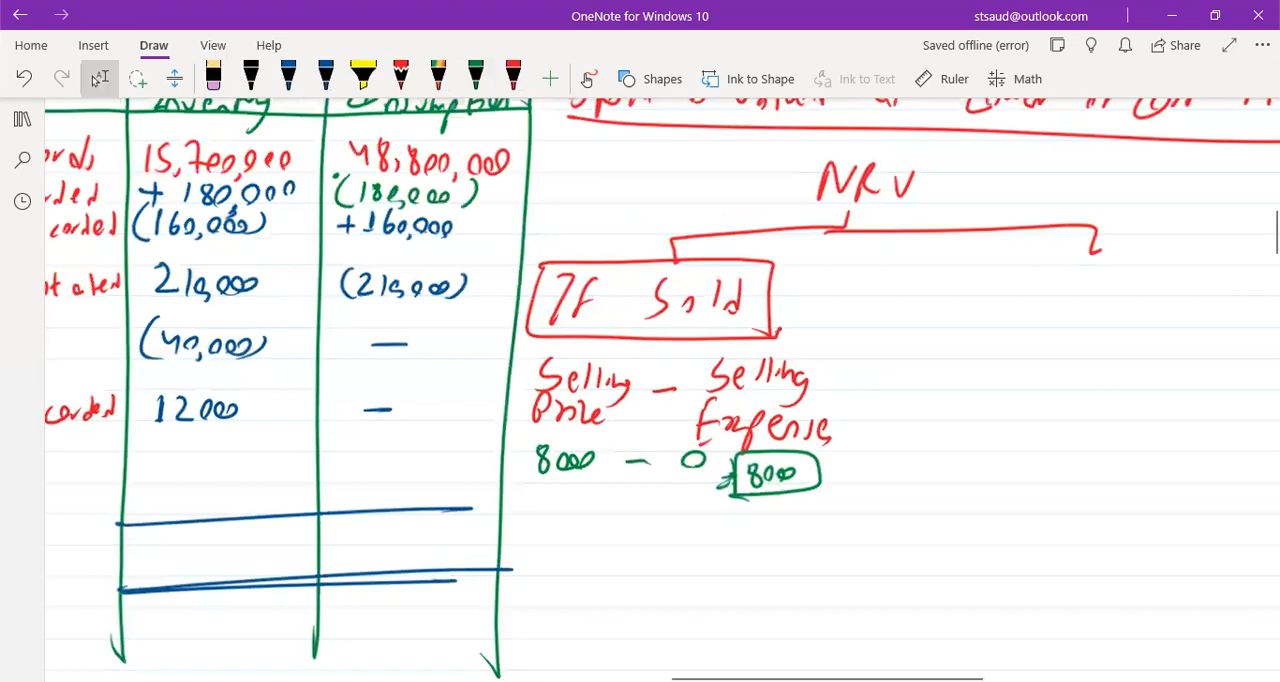 OneNote for Windows 10
stsaud@outlook.com
Home Insert Draw View Help
Saved offline (error) Share
Shapes Ink to Shape Ink to Text Ruler Math
Inventory
15,700,000 48,800,000
+ 180,000 (180,000)
(160,000) +160,000
210,000 (210,000)
(40,000) —
corded 12000 —
NRV
If Sold
Selling — Selling
Price Expense
8000 — 0 8000